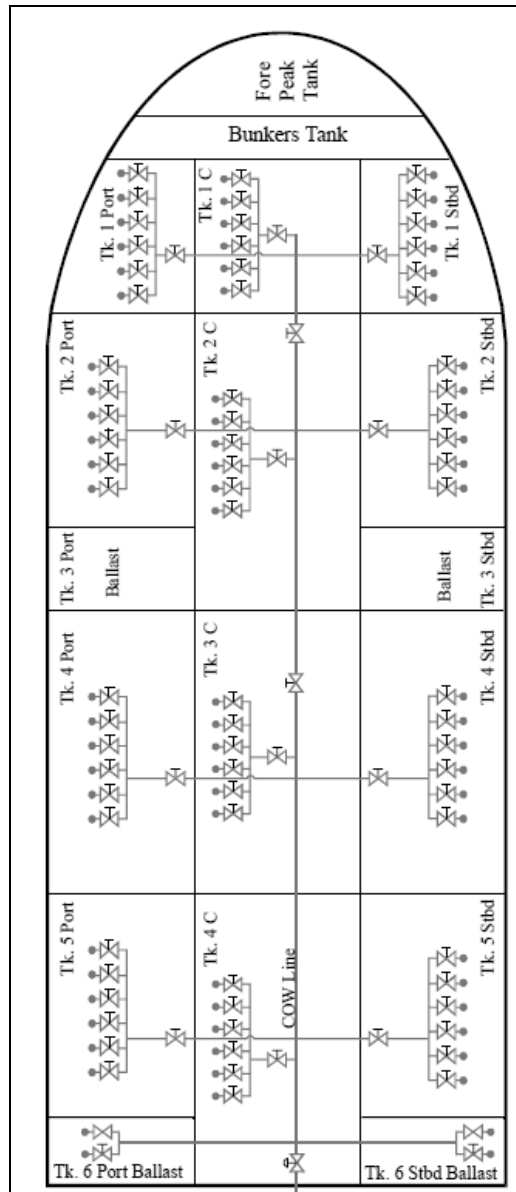 Fore
Peak
Tank
Bunkers Tank
Tk. 1 Port
Tk. 1 C
Tk. 1 Stbd
Tk. 2 Port
Tk. 2 C
Tk. 2 Stbd
Tk. 3 Port
Ballast
Ballast
Tk. 3 Stbd
Tk. 4 Port
Tk. 3 C
Tk. 4 Stbd
Tk. 5 Port
Tk. 4 C
COW Line
Tk. 5 Stbd
Tk. 6 Port Ballast
Tk. 6 Stbd Ballast